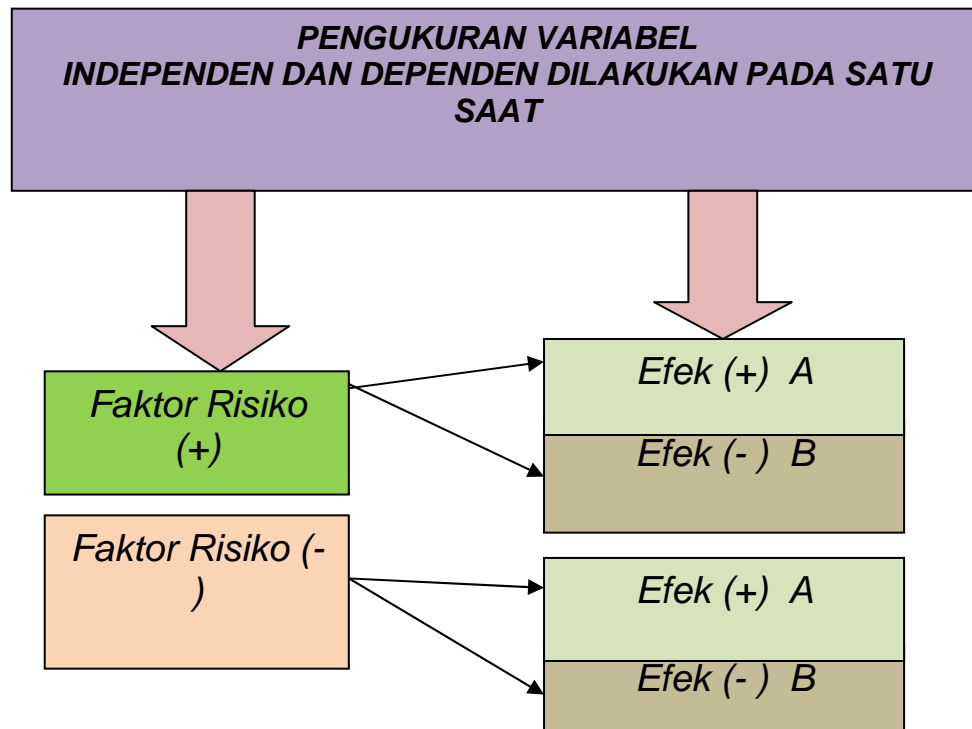 PENGUKURAN VARIABEL
INDEPENDEN DAN DEPENDEN DILAKUKAN PADA SATU
SAAT
Faktor Risiko
(+)
Efek (+) A
Efek (- ) B
Faktor Risiko (-
)
Efek (+) A
Efek (- ) B